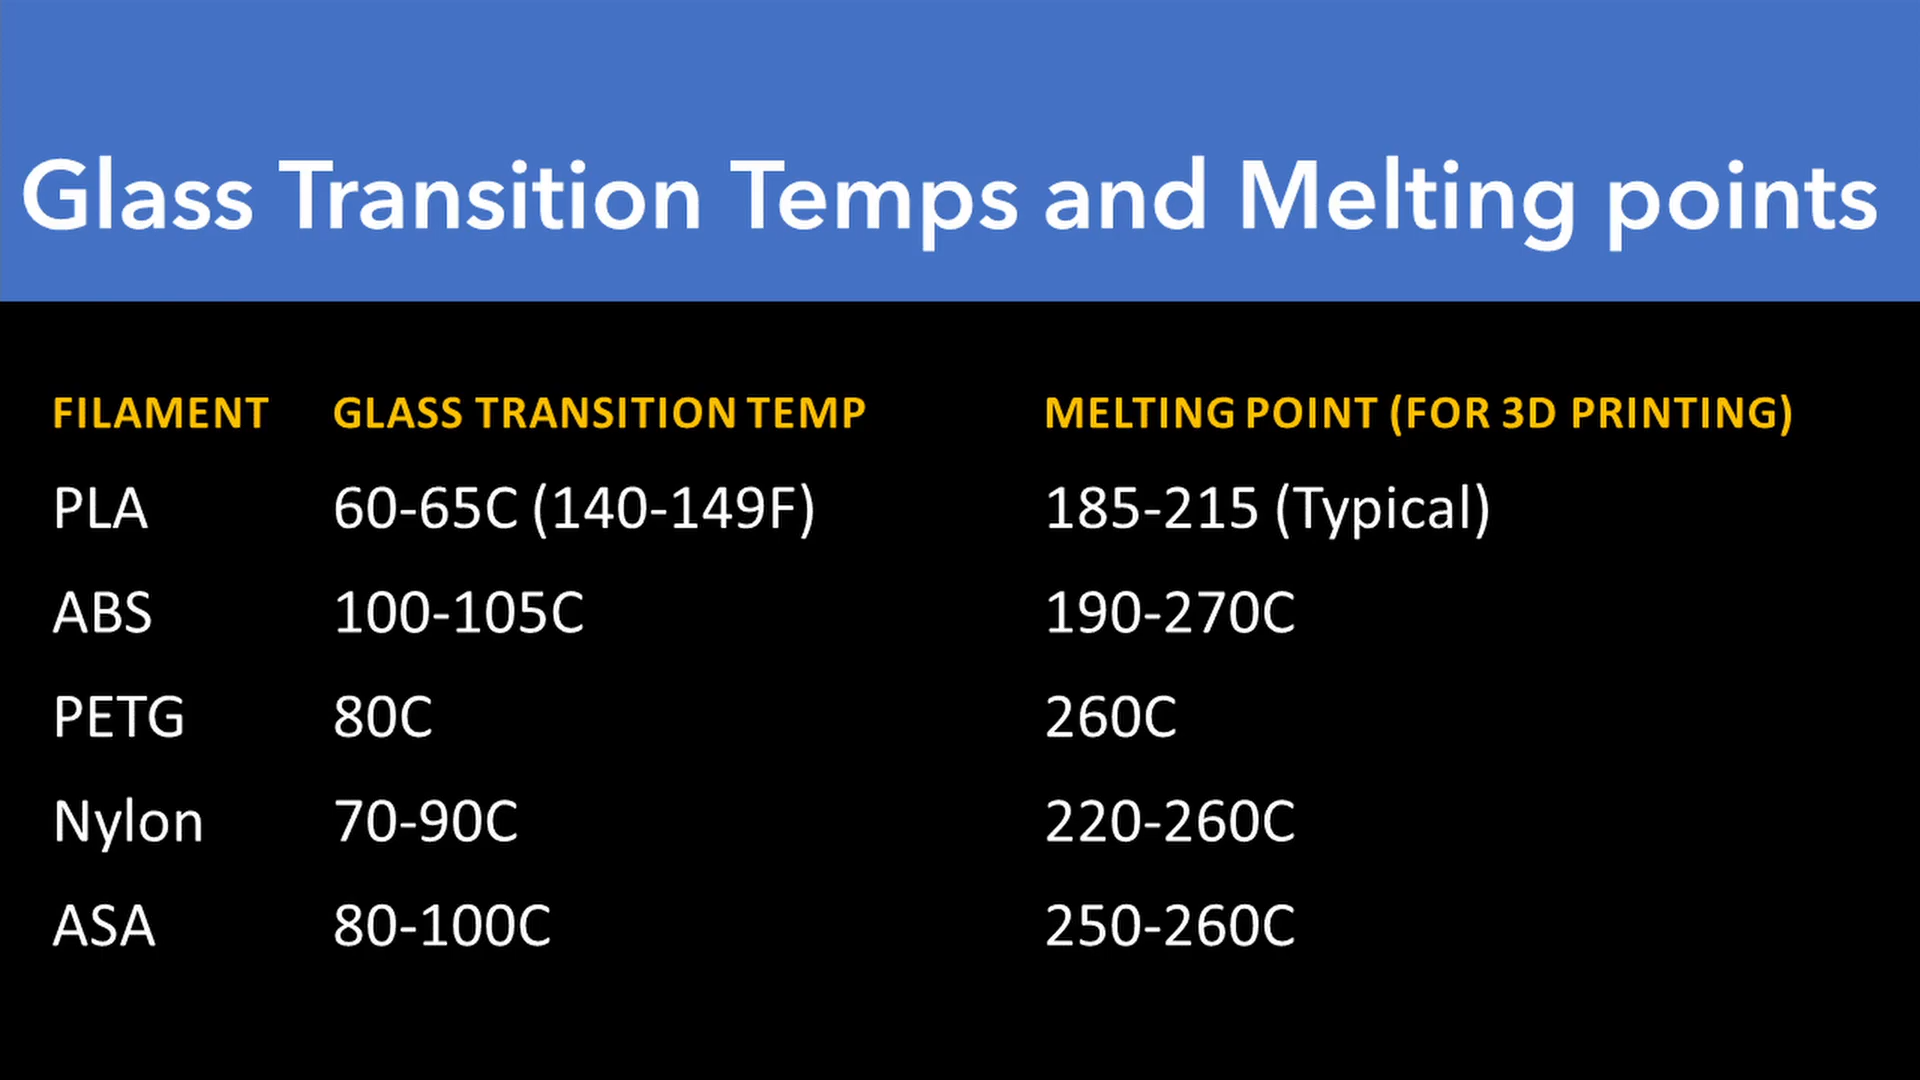 Glass Transition Temps and Melting points
FILAMENT GLASS TRANSITION TEMP MELTING POINT (FOR 3D PRINTING)
PLA 60-65C (140-149F) 185-215 (Typical)
ABS 100-105C 190-270C
PETG 80C 260C
Nylon 70-90C 220-260C
ASA 80-100C 250-260C